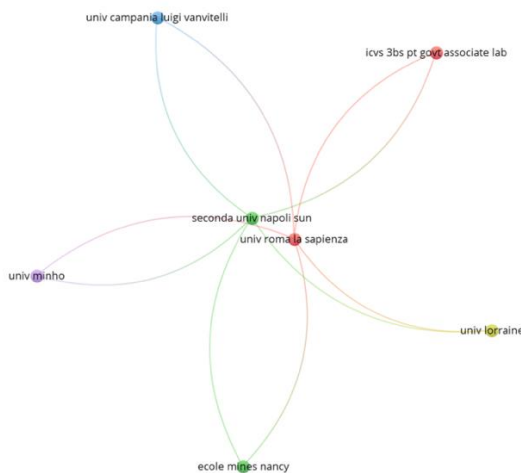 univ campania luigi vanvitelli
icvs 3bs pt govt associate lab
seconda univ napoli sun
univ roma la sapienza
univ minho
univ lorraine
ecole mines nancy